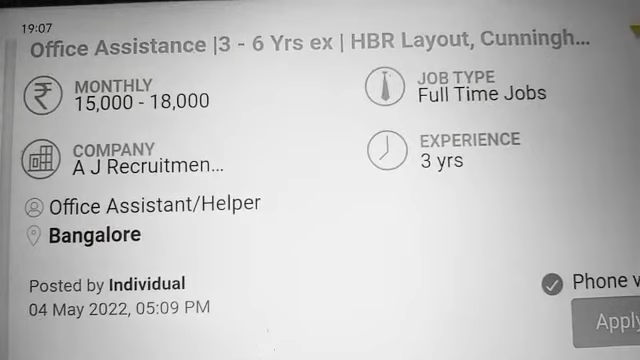 19:07
Office Assistance |3 - 6 Yrs ex | HBR Layout, Cunningh...
MONTHLY
15,000 - 18,000
JOB TYPE
Full Time Jobs
COMPANY
A J Recruitmen...
EXPERIENCE
3 yrs
Office Assistant/Helper
Bangalore
Posted by Individual
04 May 2022, 05:09 PM
Phone v
Apply